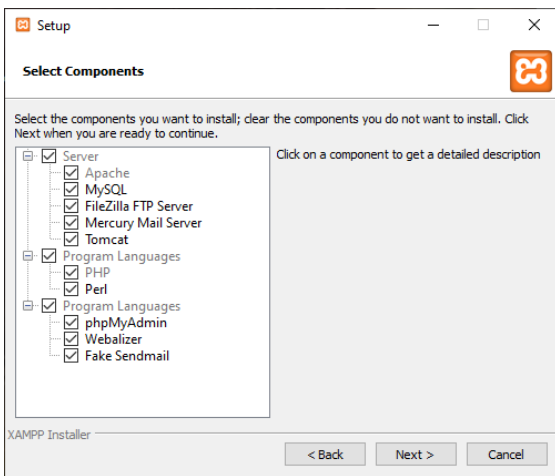 Setup
Select Components
Select the components you want to install; clear the components you do not want to install. Click
Next when you are ready to continue.
Server
Apache
MySQL
FileZilla FTP Server
Mercury Mail Server
Tomcat
Program Languages
PHP
Perl
Program Languages
phpMyAdmin
Webalizer
Fake Sendmail
Click on a component to get a detailed description
XAMPP Installer
< Back
Next >
Cancel